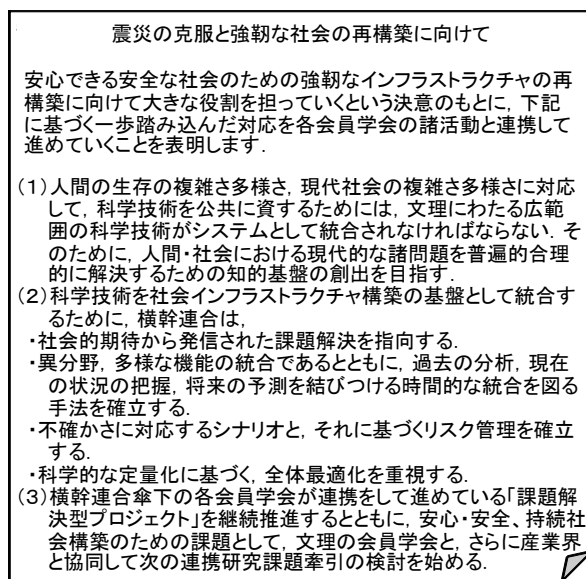 震災の克服と強靭な社会の再構築に向けて
安心できる安全な社会のための強靭なインフラストラクチャの再
構築に向けて大きな役割を担っていくという決意のもとに, 下記
に基づく一歩踏み込んだ対応を各会員学会の諸活動と連携して
進めていくことを表明します.
(1)人間の生存の複雑さ多様さ, 現代社会の複雑さ多様さに対応
して, 科学技術を公共に資するためには, 文理にわたる広範
囲の科学技術がシステムとして統合されなければならない. そ
のために, 人間・社会における現代的な諸問題を普遍的合理
的に解決するための知的基盤の創出を目指す.
(2)科学技術を社会インフラストラクチャ構築の基盤として統合す
るために, 横幹連合は,
・社会的期待から発信された課題解決を指向する.
・異分野, 多様な機能の統合であるとともに, 過去の分析, 現在
の状況の把握, 将来の予測を結びつける時間的な統合を図る
手法を確立する.
・不確かさに対応するシナリオと, それに基づくリスク管理を確立
する.
・科学的な定量化に基づく, 全体最適化を重視する.
(3)横幹連合傘下の各会員学会が連携をして進めている「課題解
決型プロジェクト」を継続推進するとともに, 安心・安全、持続社
会構築のための課題として, 文理の会員学会と, さらに産業界
と協同して次の連携研究課題牽引の検討を始める.